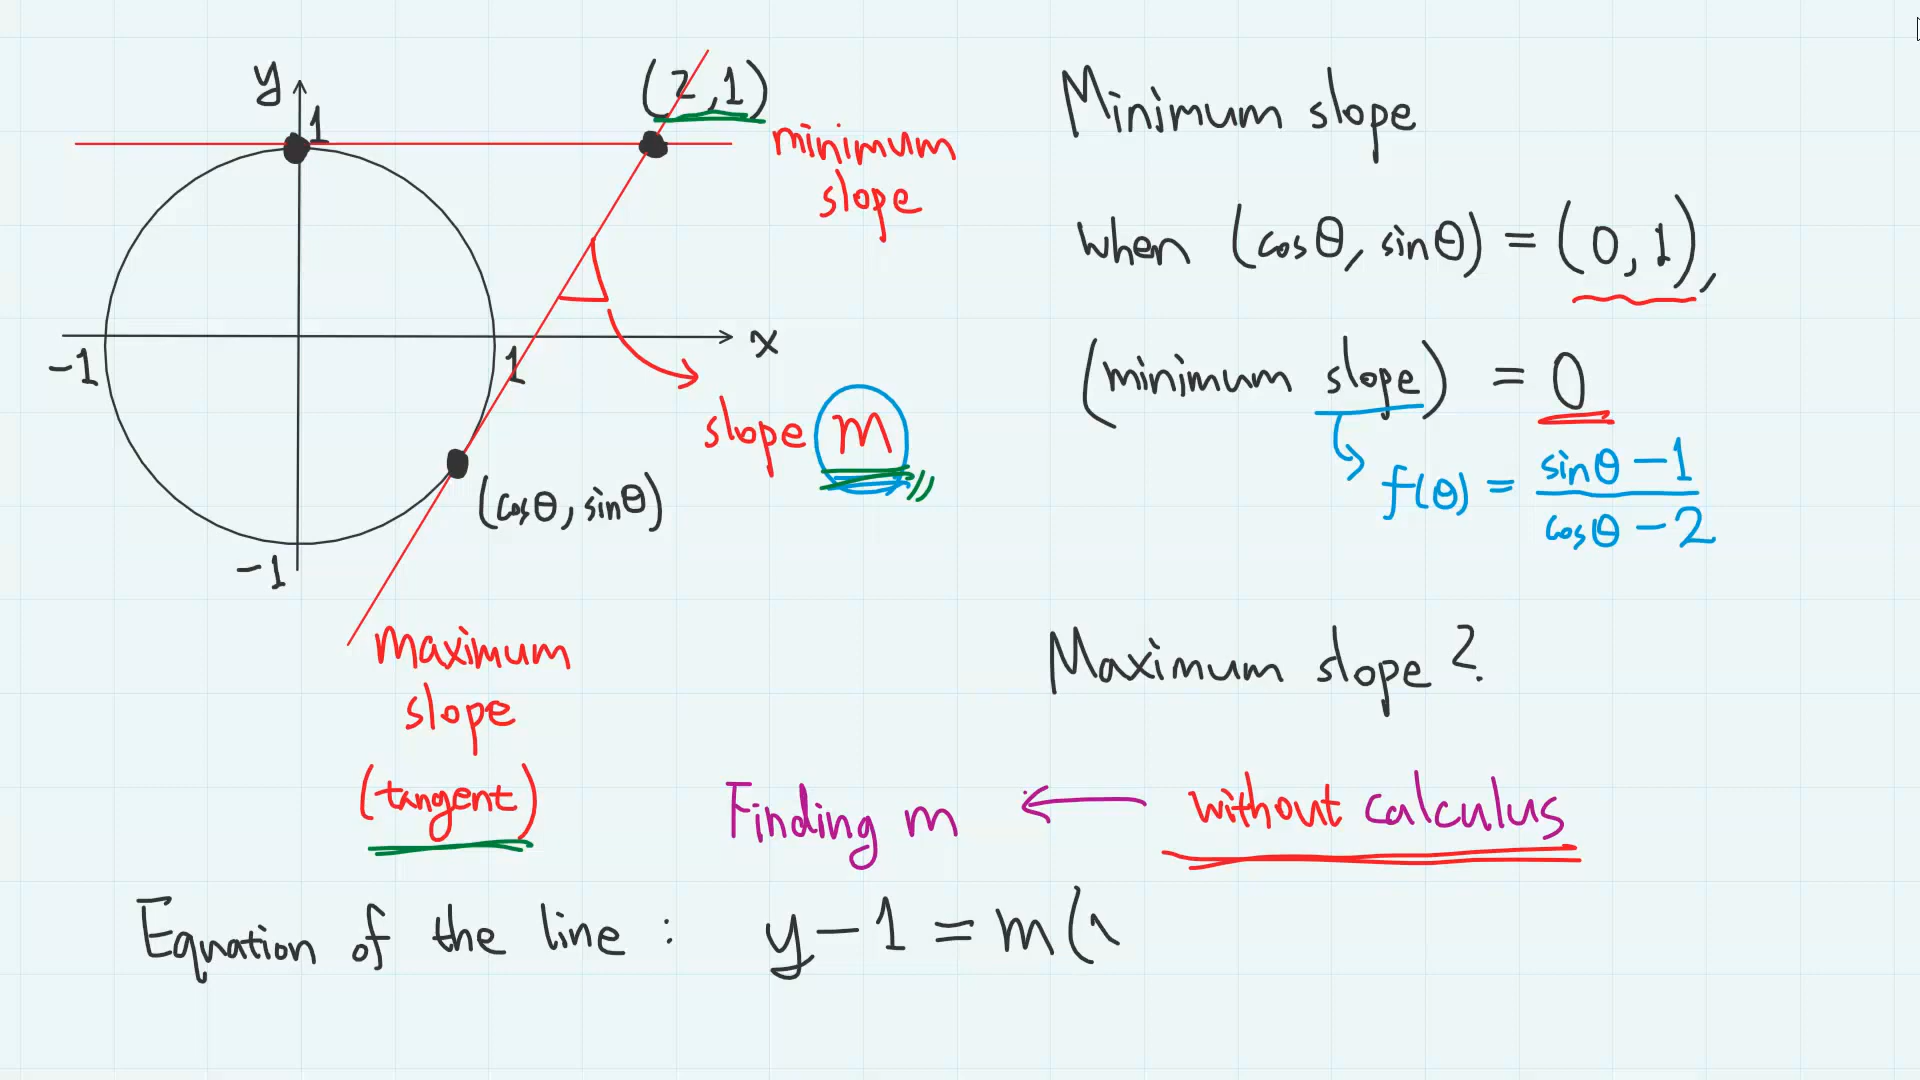 y
1
(2,1)
minimum
slope
-1
1
x
slope m
(cosθ, sinθ)
-1
maximum
slope
(tangent)
Minimum slope
when (cosθ, sinθ) = (0,1),
(minimum slope) = 0
f(θ) = sinθ-1
cosθ-2
Maximum slope?
Finding m ← without calculus
Equation of the line : y-1 = m(